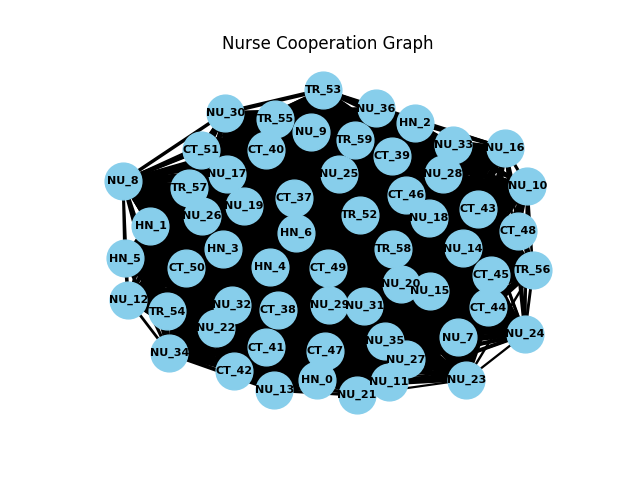 Nurse Cooperation Graph
TR_53
NU_36
NU_30
TR_55
HN_2
NU_9
TR_59
NU_33
NU_16
CT_51
CT_40
CT_39
NU_17
NU_25
NU_28
NU_8
TR_57
NU_10
CT_37
CT_46
NU_19
CT_43
NU_26
TR_52
NU_18
HN_1
HN_6
CT_48
HN_3
TR_58
NU_14
HN_5
CT_50
HN_4
CT_49
TR_56
CT_45
NU_20
NU_15
NU_12
TR_54
NU_32
CT_38
NU_29
NU_31
CT_44
NU_22
NU_24
NU_7
NU_35
NU_34
CT_41
CT_47
NU_27
CT_42
HN_0
NU_11
NU_23
NU_13
NU_21